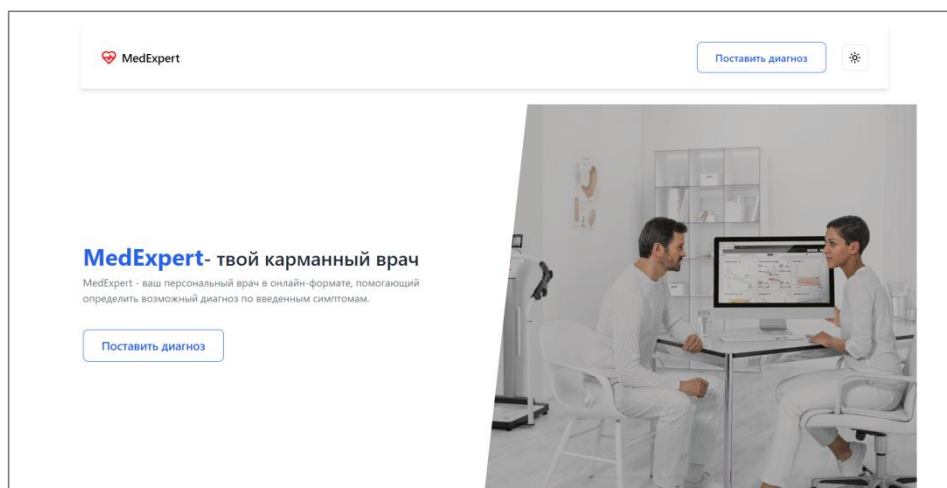 MedExpert
Поставить диагноз
MedExpert- твой карманный врач
MedExpert - ваш персональный врач в онлайн-формате, помогающий
определить возможный диагноз по введенным симптомам.
Поставить диагноз